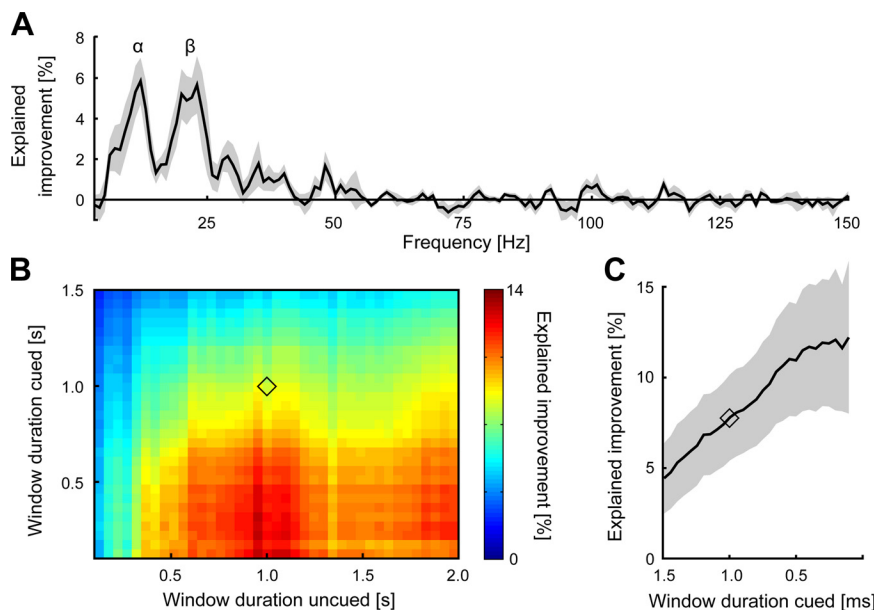 A
α β
8
6
4
2
0
Explained
improvement [%]
25 50 75 100 125 150
Frequency [Hz]
B
1.5
1.0
0.5
Window duration cued [s]
0.5 1.0 1.5 2.0
Window duration uncued [s]
14
0
Explained improvement [%]
C
15
10
5
0
Explained improvement [%]
1.5 1.0 0.5
Window duration cued [ms]